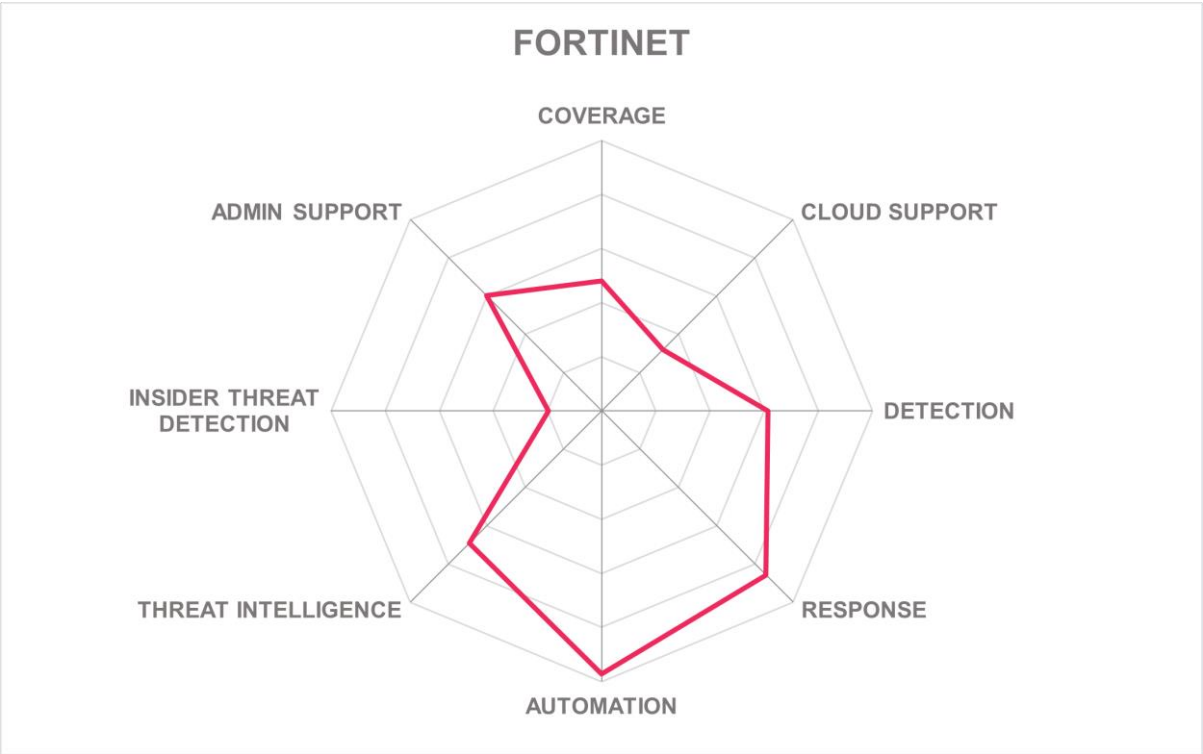 FORTINET
COVERAGE
ADMIN SUPPORT
CLOUD SUPPORT
INSIDER THREAT
DETECTION
DETECTION
THREAT INTELLIGENCE
RESPONSE
AUTOMATION